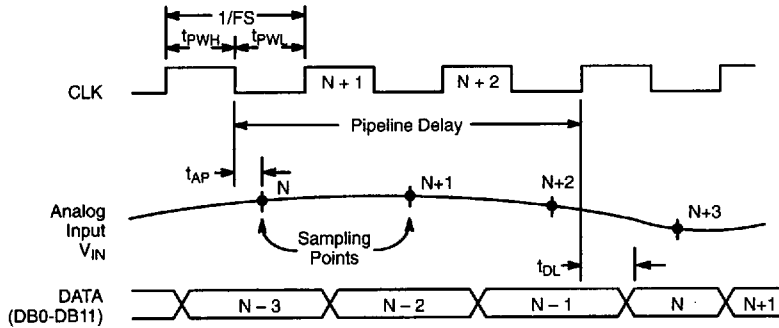 1/FS
tPWH tPWL
CLK
N + 1
N + 2
Pipeline Delay
tAP
N
N+1
N+2
N+3
Analog
Input
VIN
Sampling
Points
tDL
DATA
(DB0-DB11)
N – 3
N – 2
N – 1
N
N+1